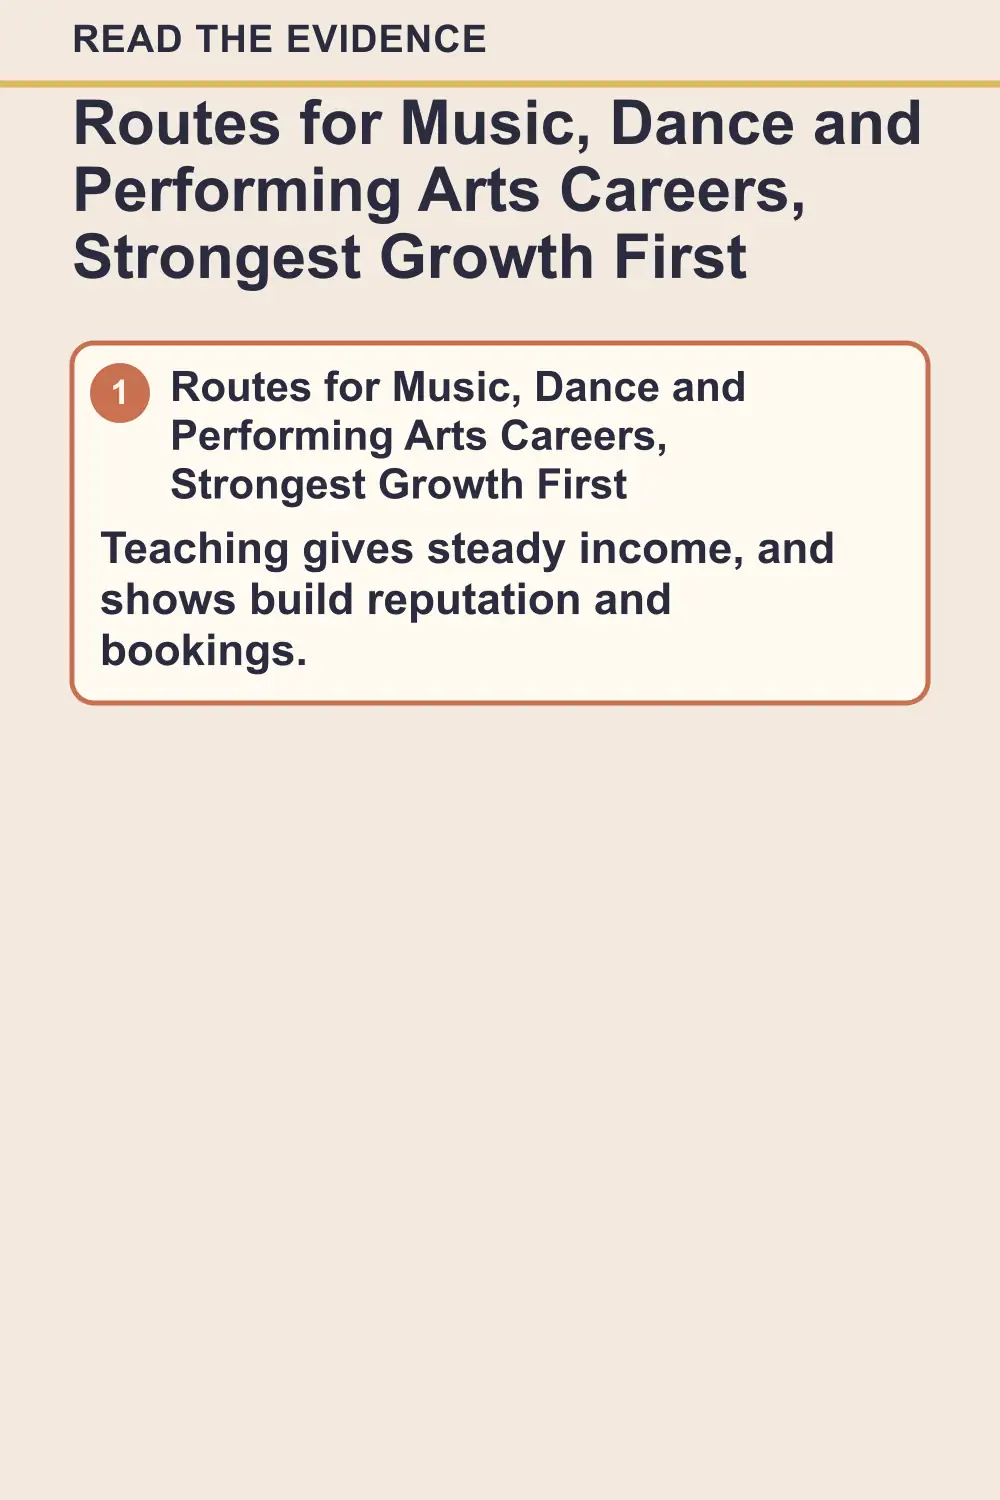 READ THE EVIDENCE
Routes for Music, Dance and
Performing Arts Careers,
Strongest Growth First
1
Routes for Music, Dance and
Performing Arts Careers,
Strongest Growth First
Teaching gives steady income, and
shows build reputation and
bookings.